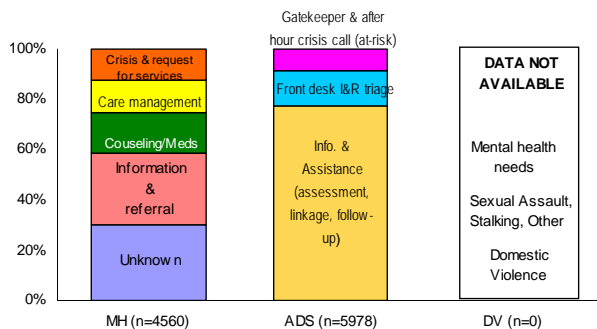 Gatekeeper & after
hour crisis call (at-risk)
100%
80%
60%
40%
20%
0%
Crisis & request
for services
Care management
Couseling/Meds
Information
&
referral
Unknown
Front desk I&R triage
Info. &
Assistance
(assessment,
linkage, follow-
up)
DATA NOT
AVAILABLE
Mental health
needs
Sexual Assault,
Stalking, Other
Domestic
Violence
MH (n=4560)
ADS (n=5978)
DV (n=0)